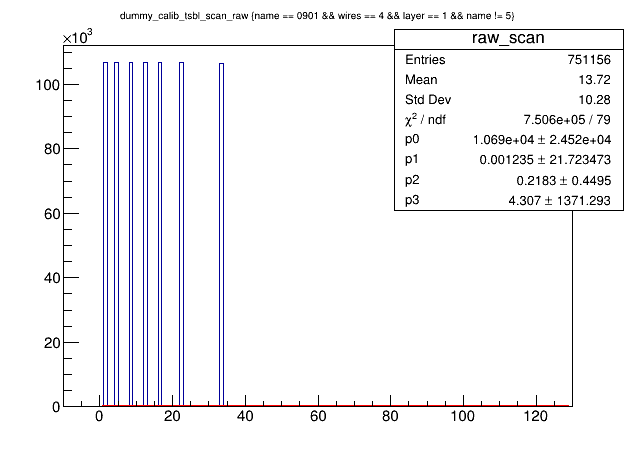 dummy_calib_tsbl_scan_raw {name == 0901 && wires == 4 && layer == 1 && name != 5}
×10³
raw_scan
Entries 751156
Mean 13.72
Std Dev 10.28
χ² / ndf 7.506e+05 / 79
p0 1.069e+04 ± 2.452e+04
p1 0.001235 ± 21.723473
p2 0.2183 ± 0.4495
p3 4.307 ± 1371.293
100
80
60
40
20
0
0 20 40 60 80 100 120